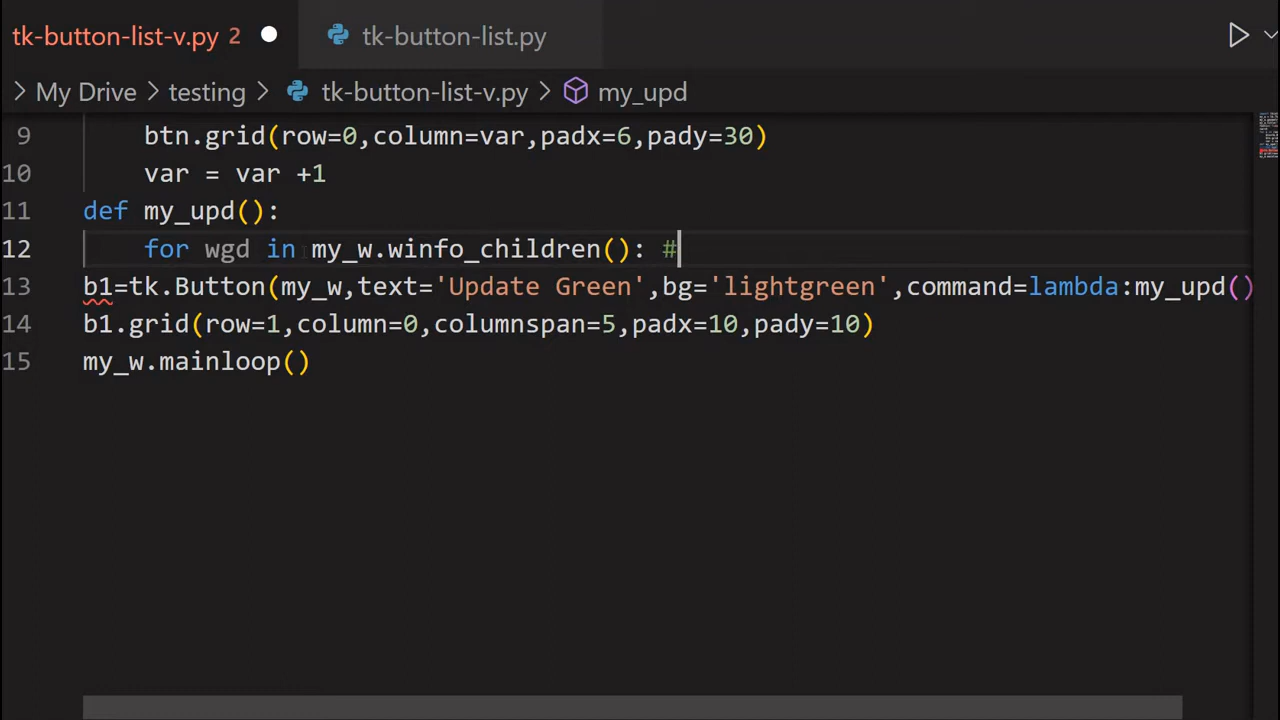 tk-button-list-v.py 2 tk-button-list.py
My Drive testing tk-button-list-v.py my_upd
9 btn.grid(row=0,column=var,padx=6,pady=30)
10 var = var +1
11 def my_upd():
12 for wgd in my_w.winfo_children(): #
13 b1=tk.Button(my_w,text='Update Green',bg='lightgreen',command=lambda:my_upd()
14 b1.grid(row=1,column=0,columnspan=5,padx=10,pady=10)
15 my_w.mainloop()